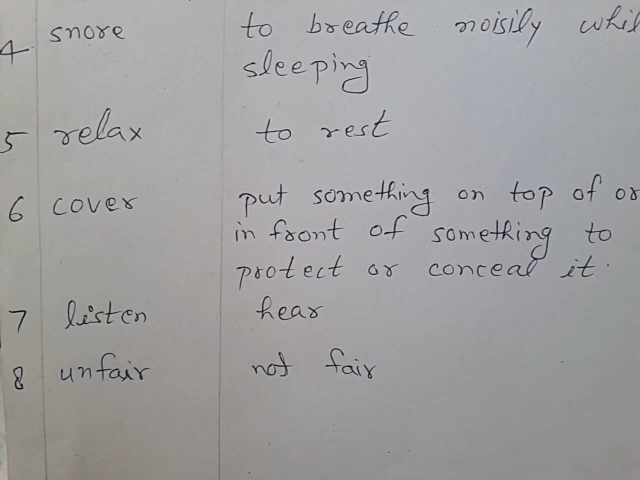 4 snore to breathe noisily whil
sleeping
5 relax to rest
6 cover put something on top of or
in front of something to
protect or conceal it.
7 listen hear
8 unfair not fair